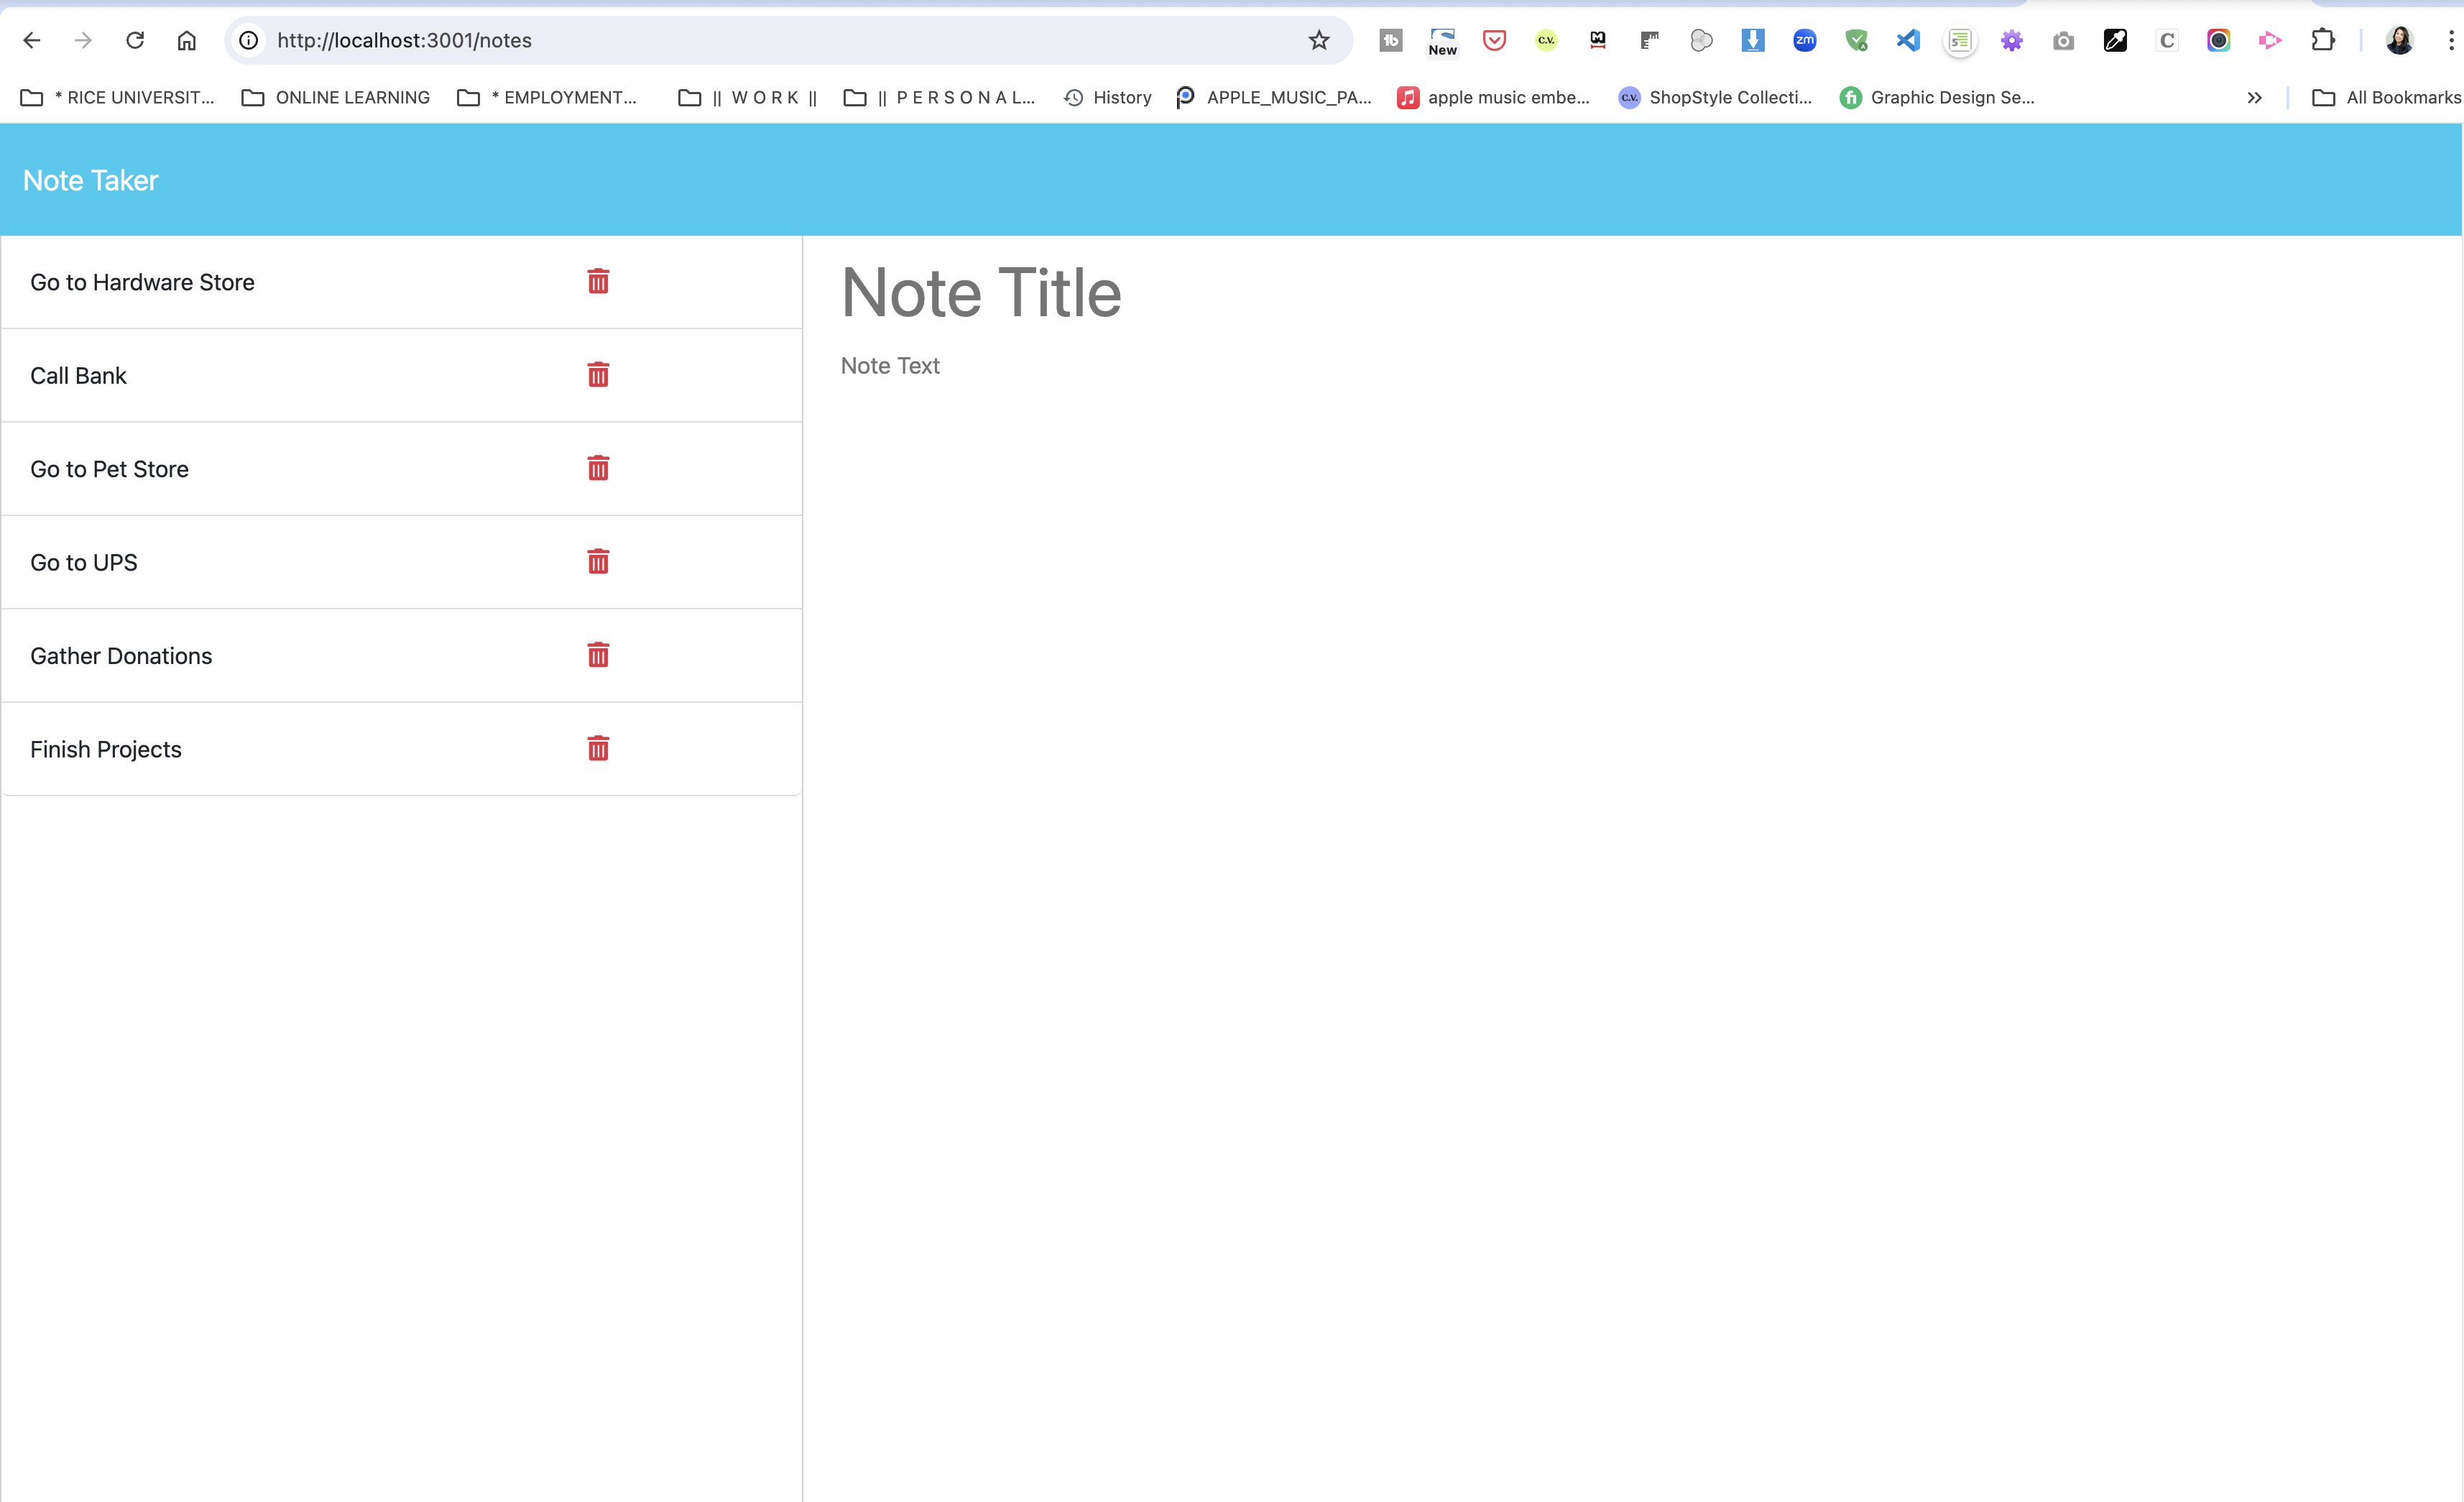 http://localhost:3001/notes
New
* RICE UNIVERSIT...
ONLINE LEARNING
* EMPLOYMENT...
|| W O R K ||
|| P E R S O N A L...
History
APPLE_MUSIC_PA...
apple music embe...
ShopStyle Collecti...
Graphic Design Se...
All Bookmarks
Note Taker
Go to Hardware Store
Call Bank
Go to Pet Store
Go to UPS
Gather Donations
Finish Projects
Note Title
Note Text